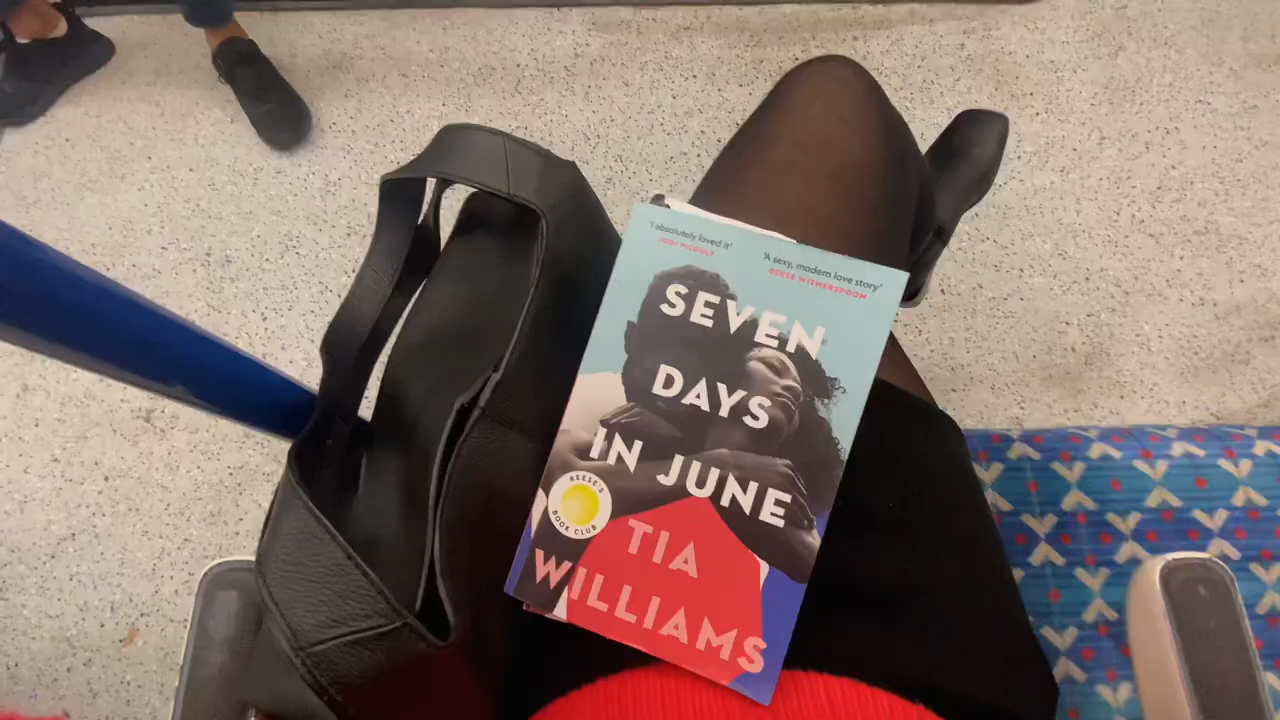 'I absolutely loved it'
JODI PICOULT
'A sexy, modern love story'
REESE WITHERSPOON
SEVEN
DAYS
IN JUNE
REESE'S
BOOK CLUB
TIA
WILLIAMS